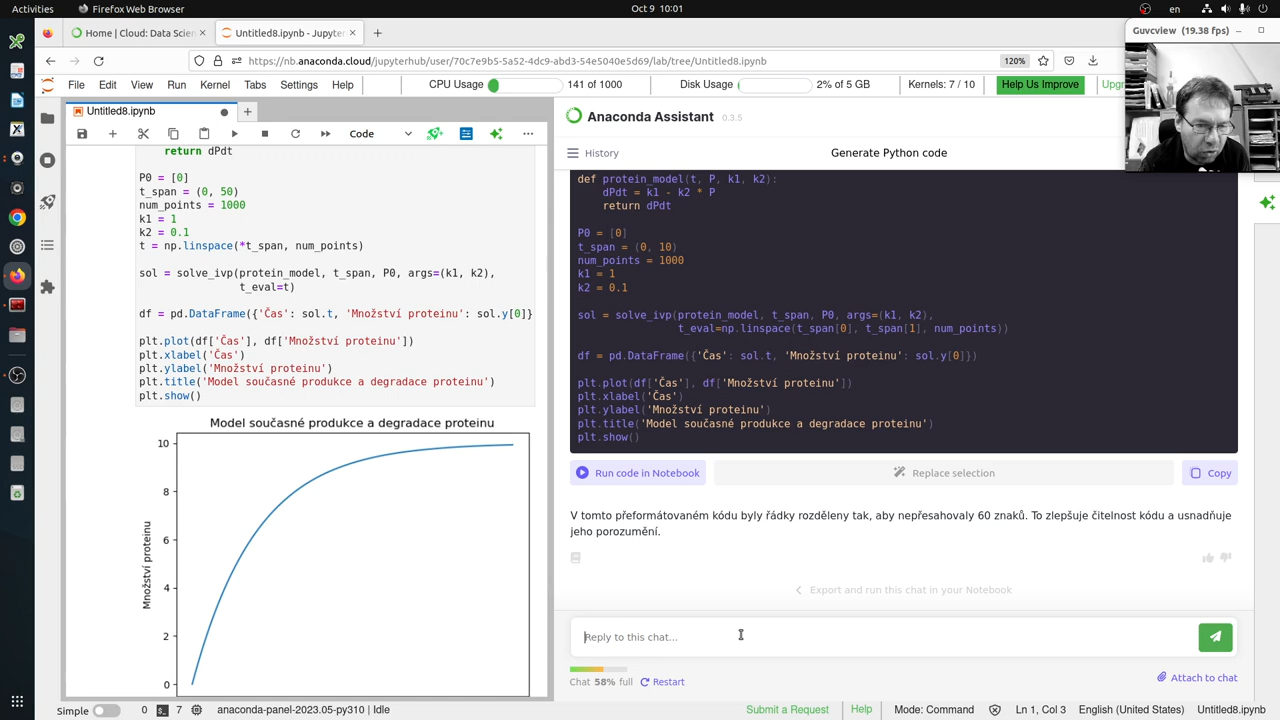 Activities
Firefox Web Browser
Oct 9 10:01
en
Home | Cloud: Data Scien
Untitled8.ipynb - Jupyter
https://nb.anaconda.cloud/jupyterhub/user/70c7e9b5-5a52-4dc9-abd3-54e5040e5d69/lab/tree/Untitled8.ipynb
120%
Guvcview (19.38 fps)
File Edit View Run Kernel Tabs Settings Help
CPU Usage
141 of 1000
Disk Usage
2% of 5 GB
Kernels: 7 / 10
Help Us Improve
Untitled8.ipynb
Code
return dPdt
P0 = [0]
t_span = (0, 50)
num_points = 1000
k1 = 1
k2 = 0.1
t = np.linspace(*t_span, num_points)
sol = solve_ivp(protein_model, t_span, P0, args=(k1, k2),
t_eval=t)
df = pd.DataFrame({'Čas': sol.t, 'Množství proteinu': sol.y[0]}
plt.plot(df['Čas'], df['Množství proteinu'])
plt.xlabel('Čas')
plt.ylabel('Množství proteinu')
plt.title('Model současné produkce a degradace proteinu')
plt.show()
Model současné produkce a degradace proteinu
Množství proteinu
10
8
6
4
2
0
Anaconda Assistant 0.3.5
History
Generate Python code
def protein_model(t, P, k1, k2):
dPdt = k1 - k2 * P
return dPdt
P0 = [0]
t_span = (0, 10)
num_points = 1000
k1 = 1
k2 = 0.1
sol = solve_ivp(protein_model, t_span, P0, args=(k1, k2),
t_eval=np.linspace(t_span[0], t_span[1], num_points))
df = pd.DataFrame({'Čas': sol.t, 'Množství proteinu': sol.y[0]})
plt.plot(df['Čas'], df['Množství proteinu'])
plt.xlabel('Čas')
plt.ylabel('Množství proteinu')
plt.title('Model současné produkce a degradace proteinu')
plt.show()
Run code in Notebook
Replace selection
Copy
V tomto přeformátovaném kódu byly řádky rozděleny tak, aby nepřesahovaly 60 znaků. To zlepšuje čitelnost kódu a usnadňuje
jeho porozumění.
Export and run this chat in your Notebook
Reply to this chat...
Chat 58% full
Restart
Attach to chat
Simple
0
7
anaconda-panel-2023.05-py310 | Idle
Submit a Request
Help
Mode: Command
Ln 1, Col 3
English (United States)
Untitled8.ipynb